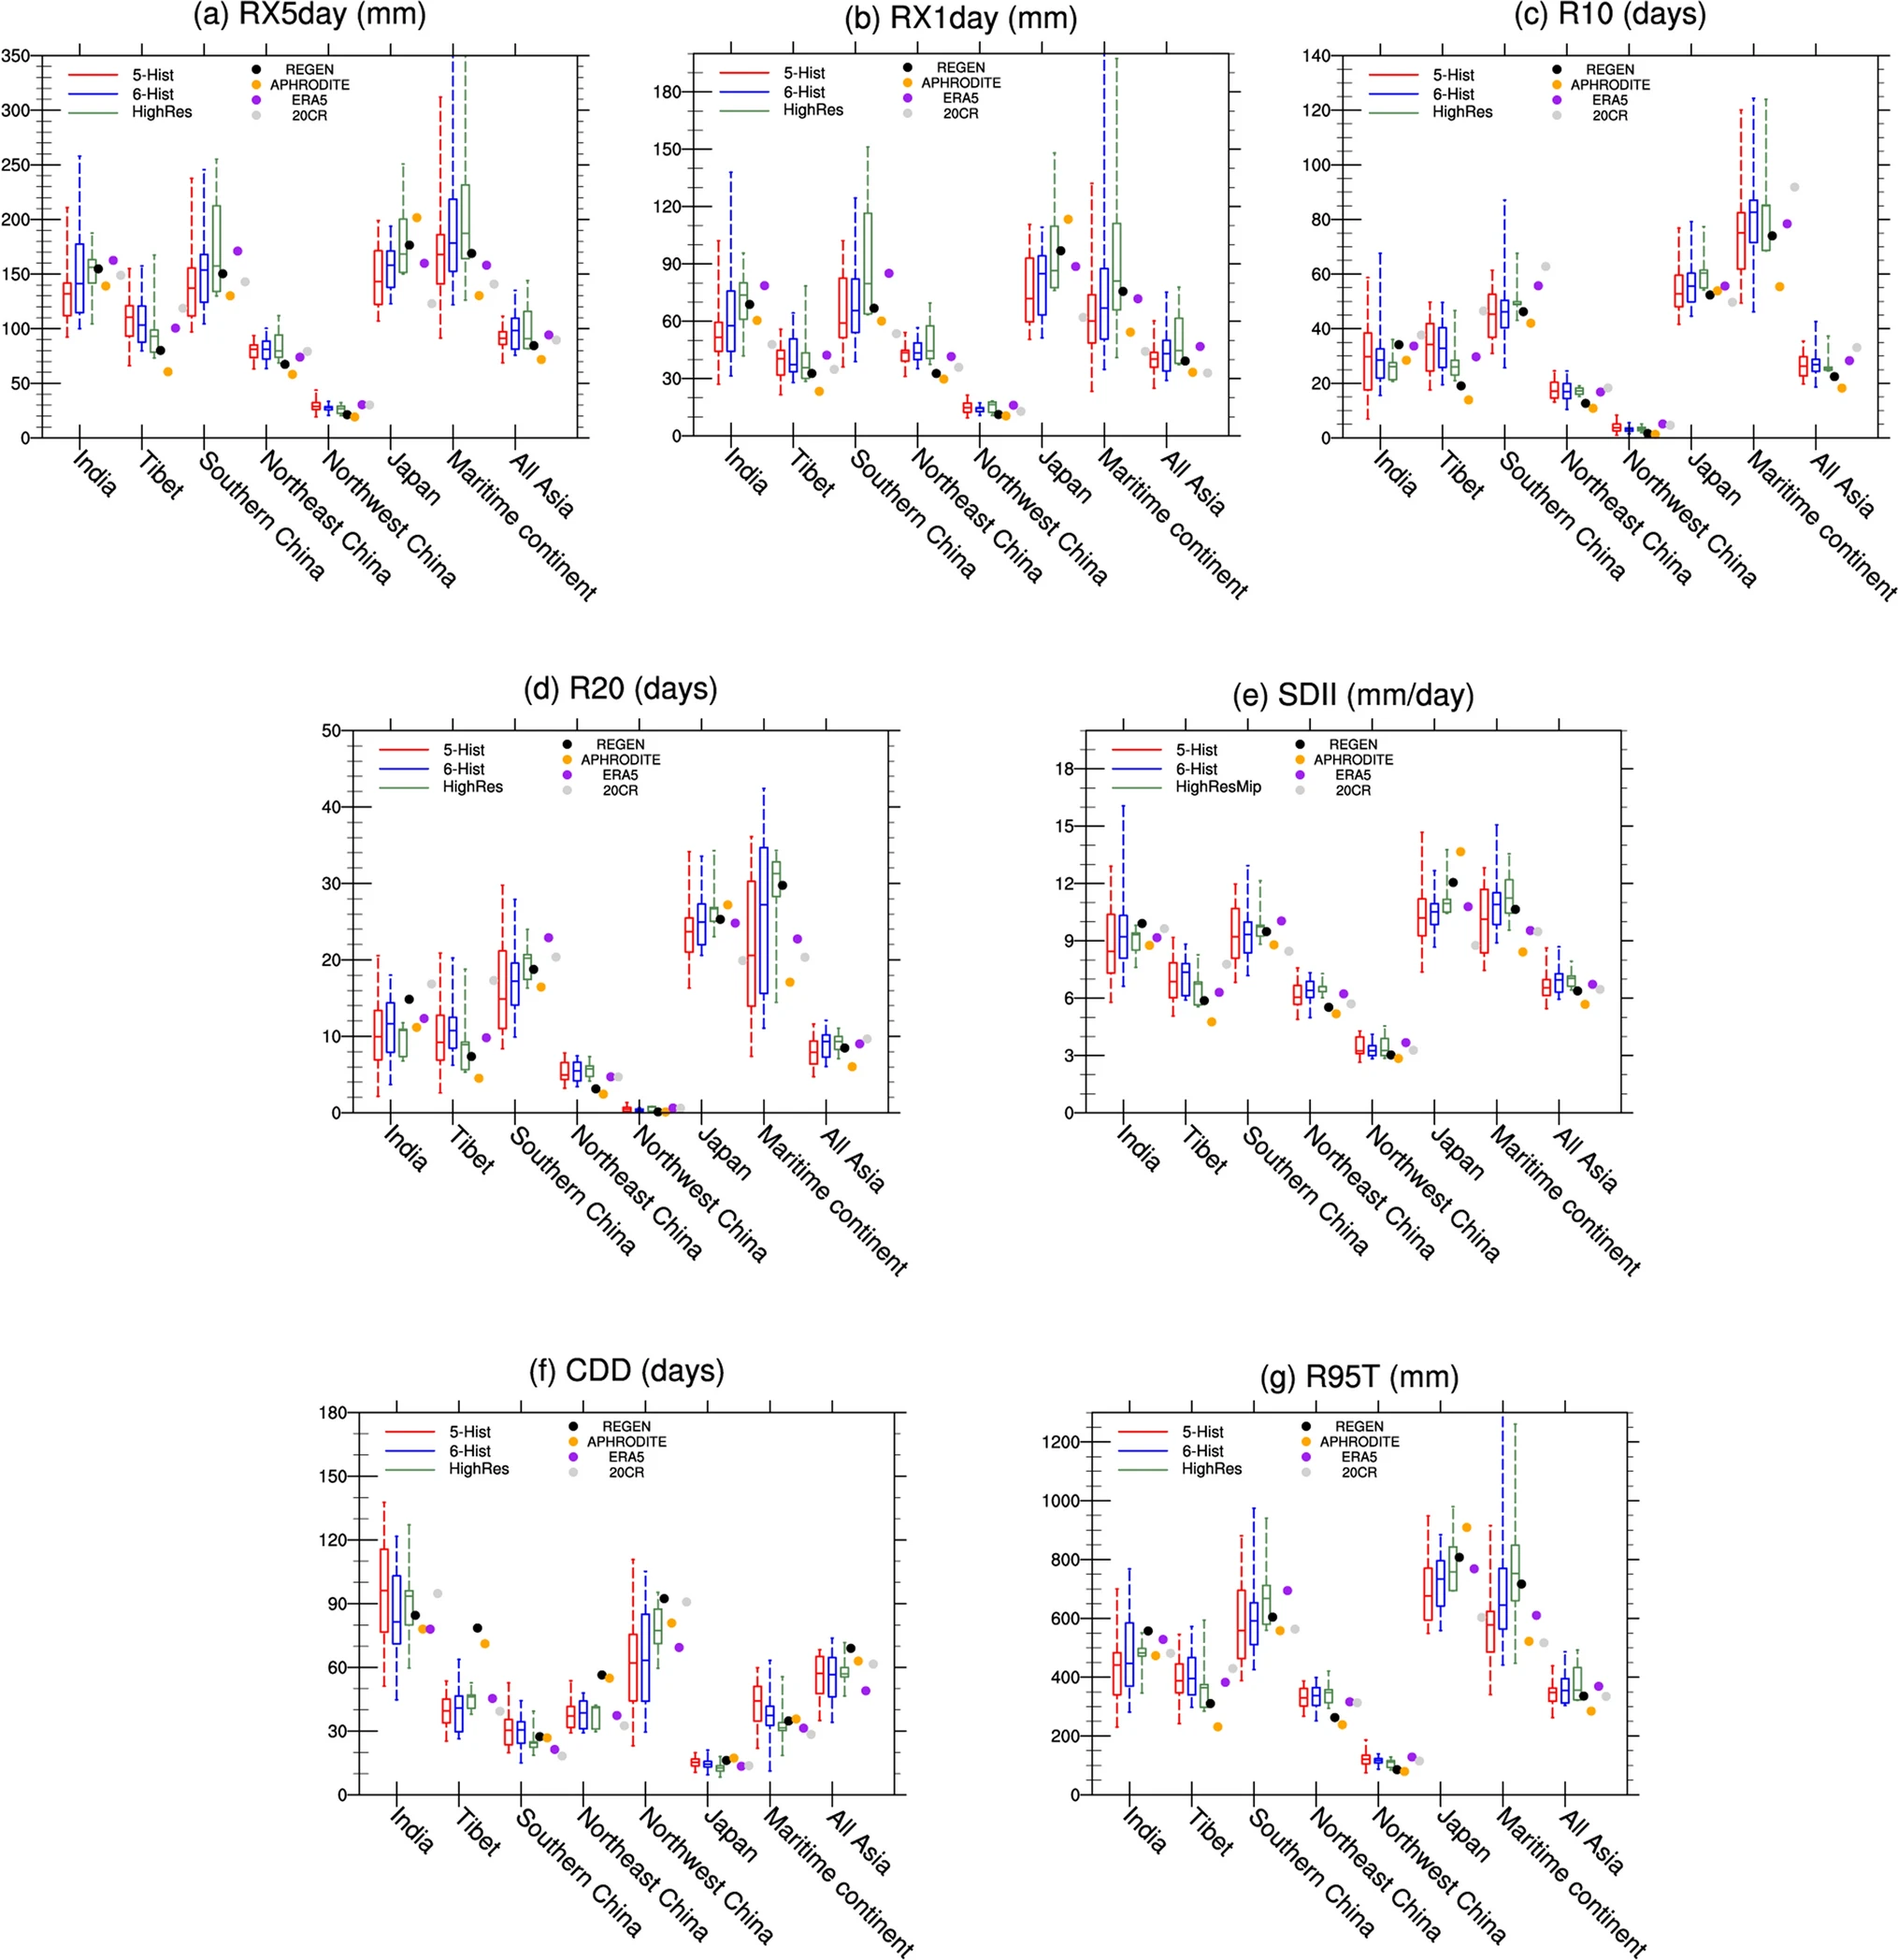 (a) RX5day (mm)
350
300
250
200
150
100
50
0
5-Hist
6-Hist
HighRes
REGEN
APHRODITE
ERA5
20CR
India
Tibet
Southern China
Northeast China
Northwest China
Japan
Maritime continent
All Asia
(b) RX1day (mm)
180
150
120
90
60
30
0
5-Hist
6-Hist
HighRes
REGEN
APHRODITE
ERA5
20CR
India
Tibet
Southern China
Northeast China
Northwest China
Japan
Maritime continent
All Asia
(c) R10 (days)
140
120
100
80
60
40
20
0
5-Hist
6-Hist
HighRes
REGEN
APHRODITE
ERA5
20CR
India
Tibet
Southern China
Northeast China
Northwest China
Japan
Maritime continent
All Asia
(d) R20 (days)
50
40
30
20
10
0
5-Hist
6-Hist
HighRes
REGEN
APHRODITE
ERA5
20CR
India
Tibet
Southern China
Northeast China
Northwest China
Japan
Maritime continent
All Asia
(e) SDII (mm/day)
18
15
12
9
6
3
0
5-Hist
6-Hist
HighResMip
REGEN
APHRODITE
ERA5
20CR
India
Tibet
Southern China
Northeast China
Northwest China
Japan
Maritime continent
All Asia
(f) CDD (days)
180
150
120
90
60
30
0
5-Hist
6-Hist
HighRes
REGEN
APHRODITE
ERA5
20CR
India
Tibet
Southern China
Northeast China
Northwest China
Japan
Maritime continent
All Asia
(g) R95T (mm)
1200
1000
800
600
400
200
0
5-Hist
6-Hist
HighRes
REGEN
APHRODITE
ERA5
20CR
India
Tibet
Southern China
Northeast China
Northwest China
Japan
Maritime continent
All Asia